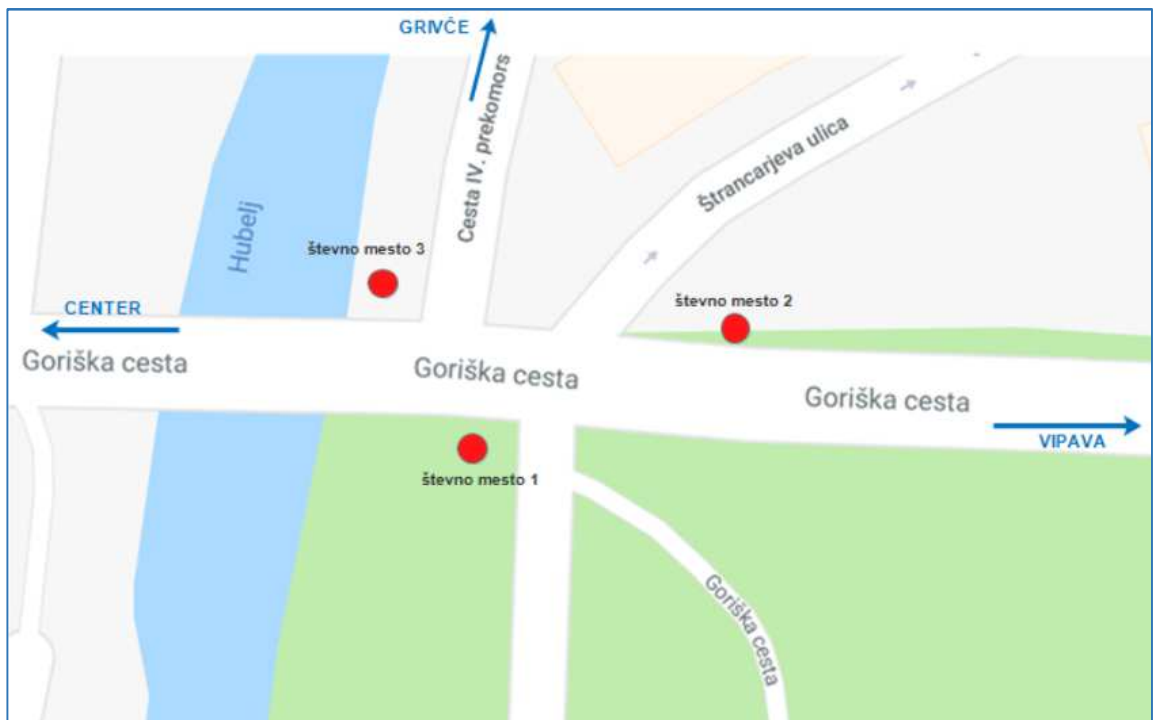 GRIVČE
Cesta IV. prekomors
Štrancarjeva ulica
Hubelj
števno mesto 3
števno mesto 2
CENTER
Goriška cesta
Goriška cesta
Goriška cesta
VIPAVA
števno mesto 1
Goriška cesta